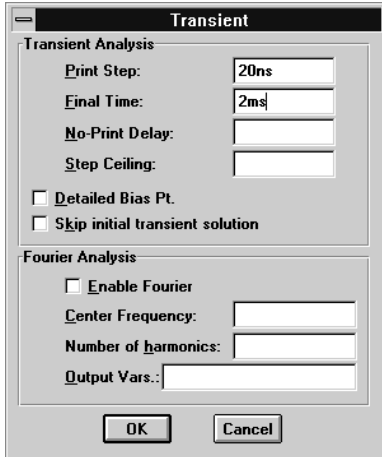 Transient
Transient Analysis
Print Step: 20ns
Final Time: 2ms
No-Print Delay:
Step Ceiling:
Detailed Bias Pt.
Skip initial transient solution
Fourier Analysis
Enable Fourier
Center Frequency:
Number of harmonics:
Output Vars.:
OK Cancel